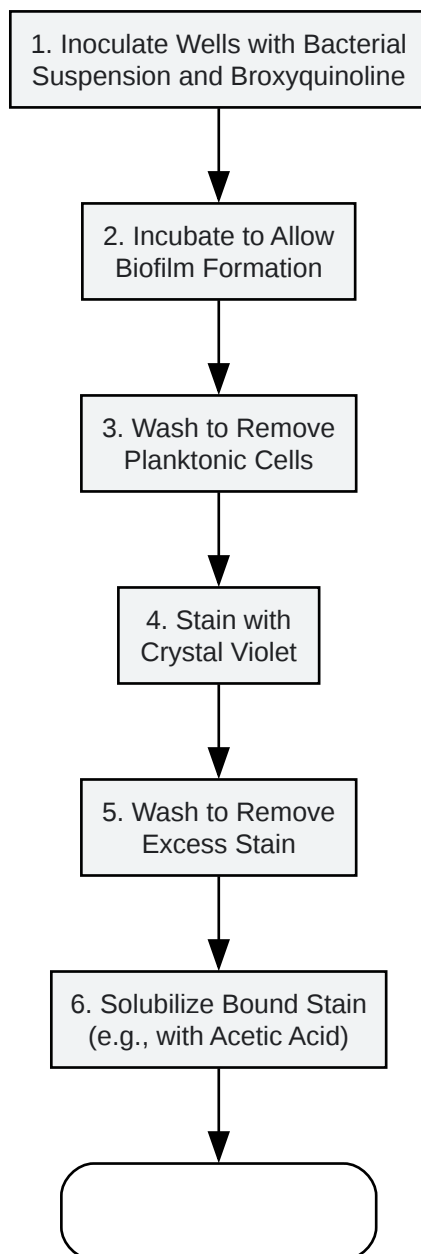 1. Inoculate Wells with Bacterial
Suspension and Broxyquinoline
2. Incubate to Allow
Biofilm Formation
3. Wash to Remove
Planktonic Cells
4. Stain with
Crystal Violet
5. Wash to Remove
Excess Stain
6. Solubilize Bound Stain
(e.g., with Acetic Acid)